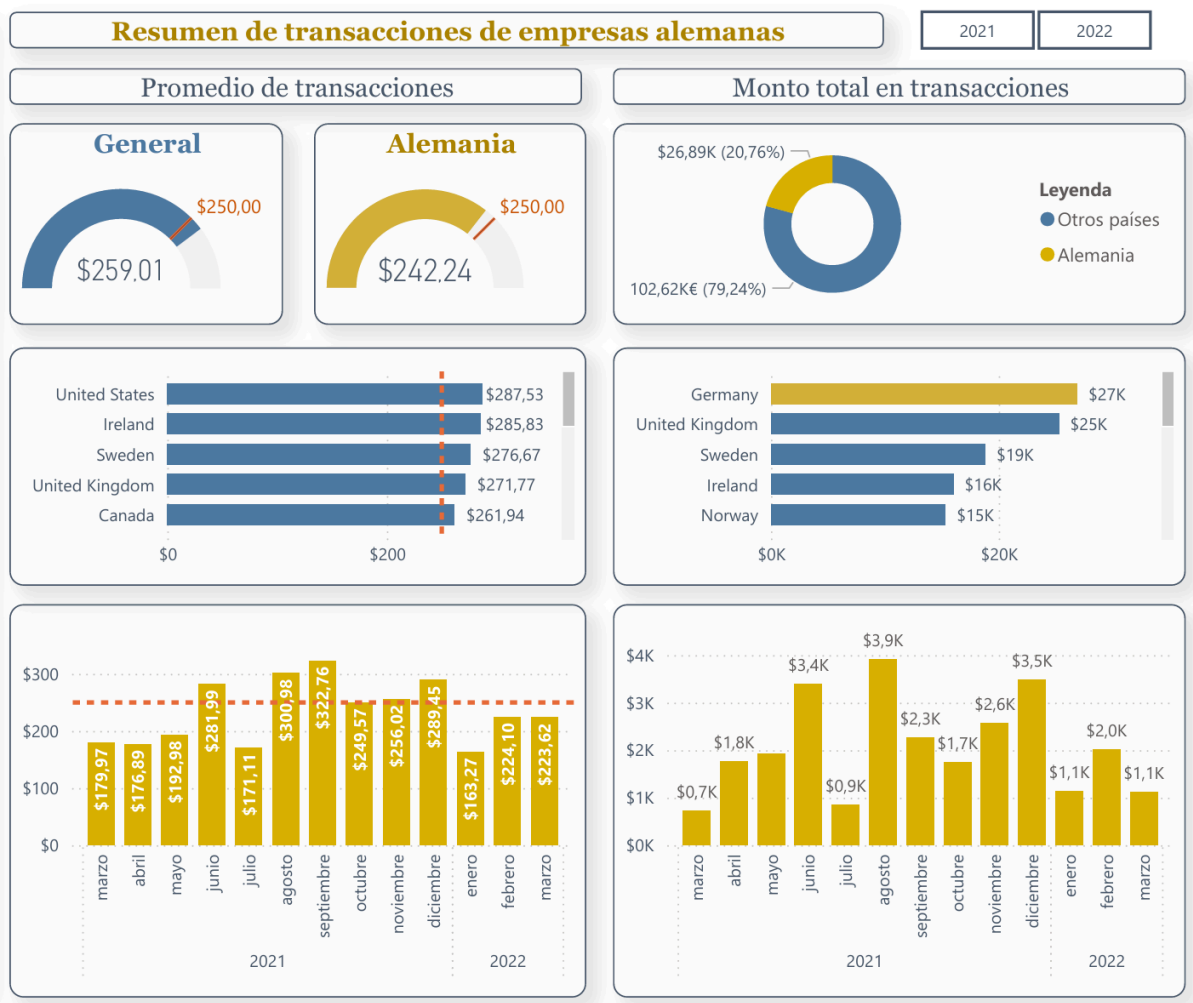 Resumen de transacciones de empresas alemanas
2021
2022
Promedio de transacciones
Monto total en transacciones
General
$250,00
$259,01
Alemania
$250,00
$242,24
$26,89K (20,76%)
102,62K€ (79,24%)
Leyenda
Otros países
Alemania
United States $287,53
Ireland $285,83
Sweden $276,67
United Kingdom $271,77
Canada $261,94
$0 $200
Germany $27K
United Kingdom $25K
Sweden $19K
Ireland $16K
Norway $15K
$0K $20K
$300
$200
$100
$0
$179,97
$176,89
$192,98
$281,99
$171,11
$300,98
$322,76
$249,57
$256,02
$289,45
$163,27
$224,10
$223,62
marzo
abril
mayo
junio
julio
agosto
septiembre
octubre
noviembre
diciembre
enero
febrero
marzo
2021 2022
$4K
$3K
$2K
$1K
$0K
$0,7K
$1,8K
$3,4K
$0,9K
$3,9K
$2,3K
$1,7K
$2,6K
$3,5K
$1,1K
$2,0K
$1,1K
marzo
abril
mayo
junio
julio
agosto
septiembre
octubre
noviembre
diciembre
enero
febrero
marzo
2021 2022